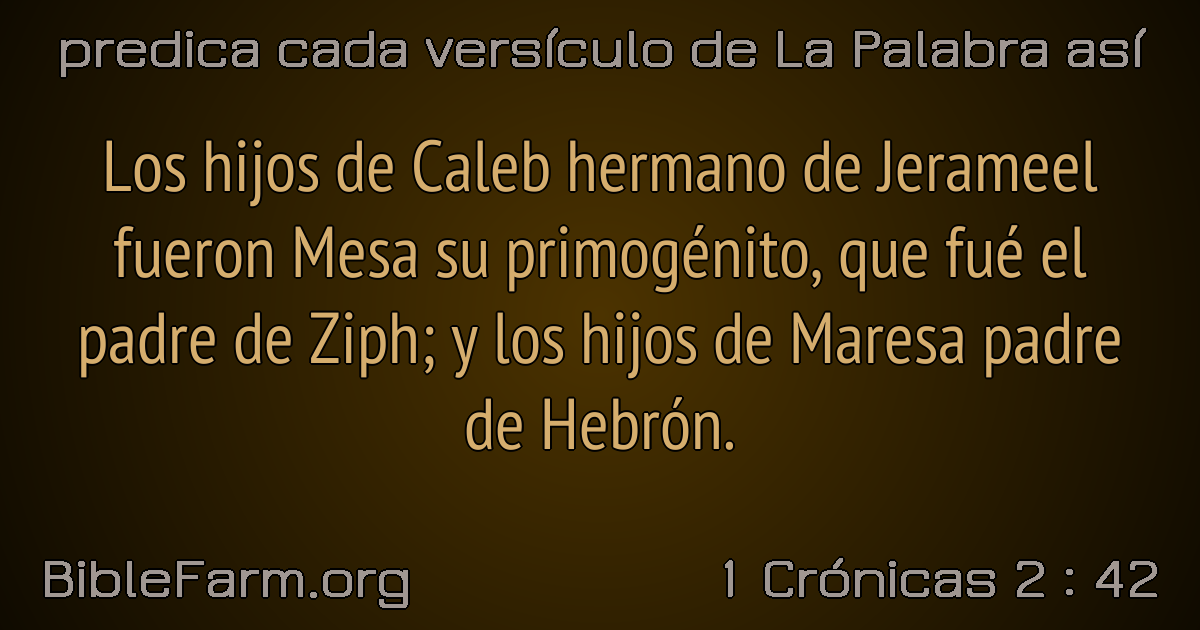 predica cada versículo de La Palabra así
Los hijos de Caleb hermano de Jerameel
fueron Mesa su primogénito, que fué el
padre de Ziph; y los hijos de Maresa padre
de Hebrón.
BibleFarm.org
1 Crónicas 2 : 42